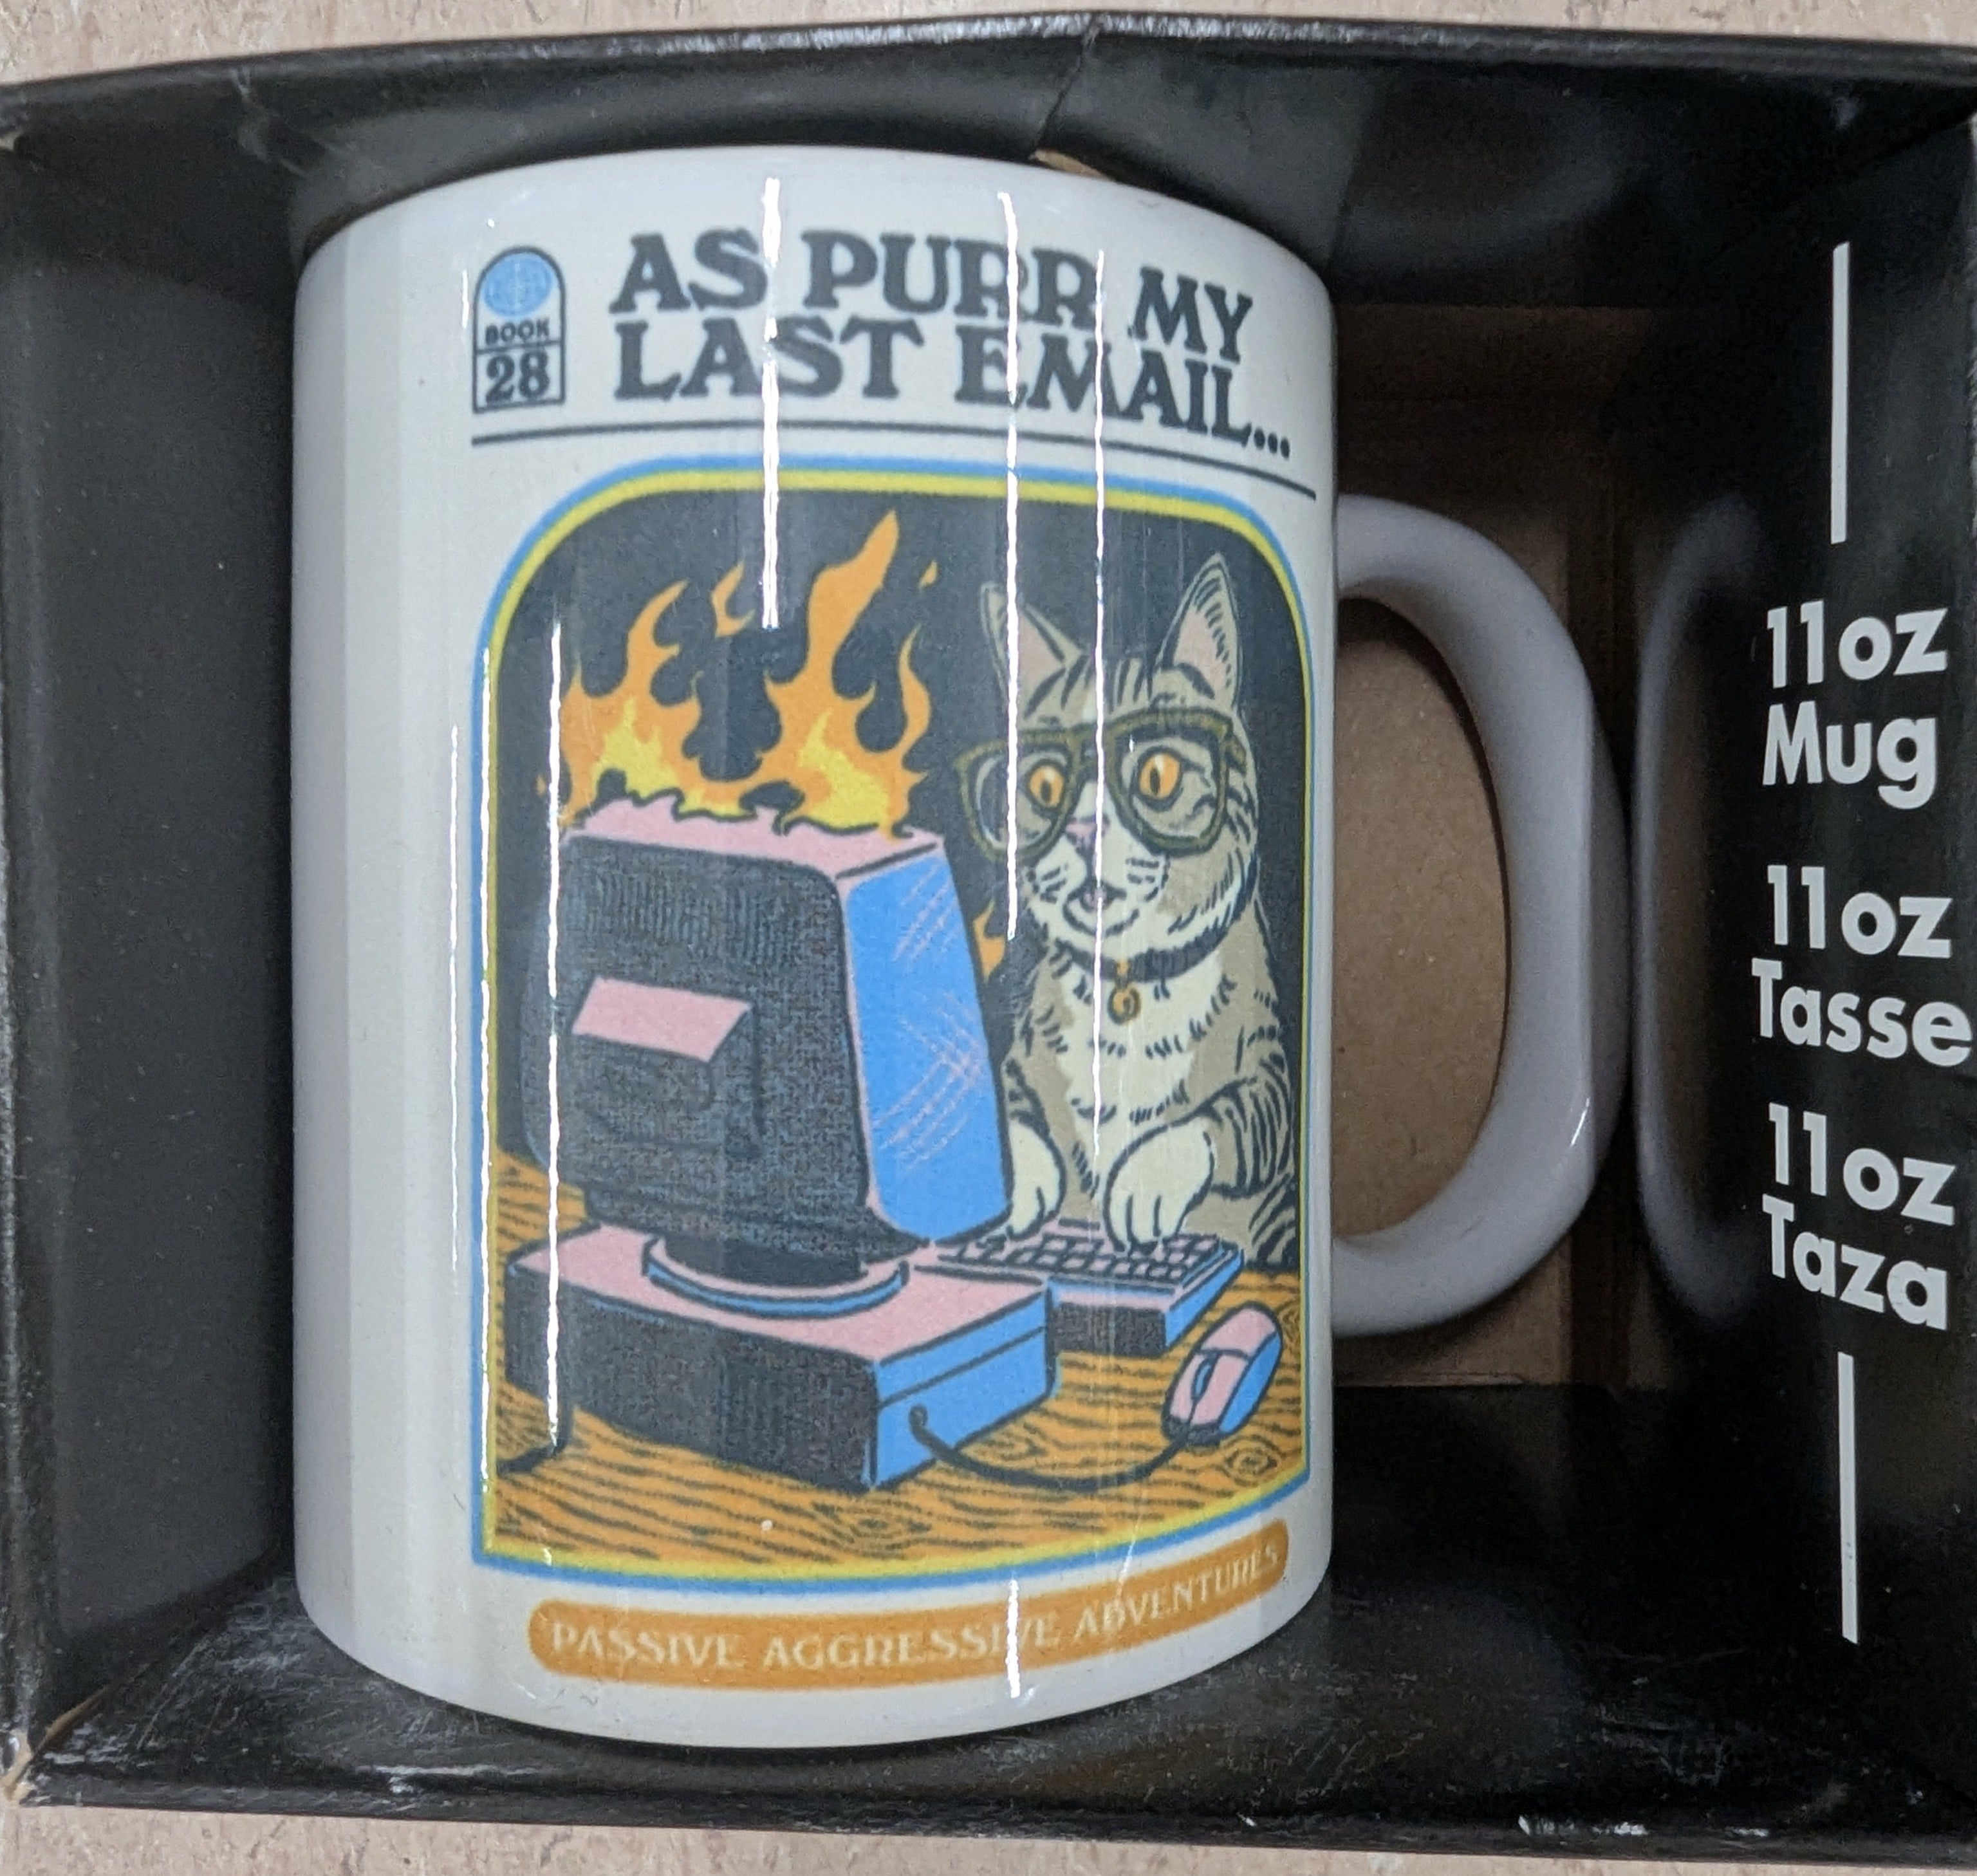 BOOK
28
AS PURR MY
LAST EMAIL...
PASSIVE AGGRESSIVE ADVENTURES
11oz
Mug
11oz
Tasse
11oz
Taza